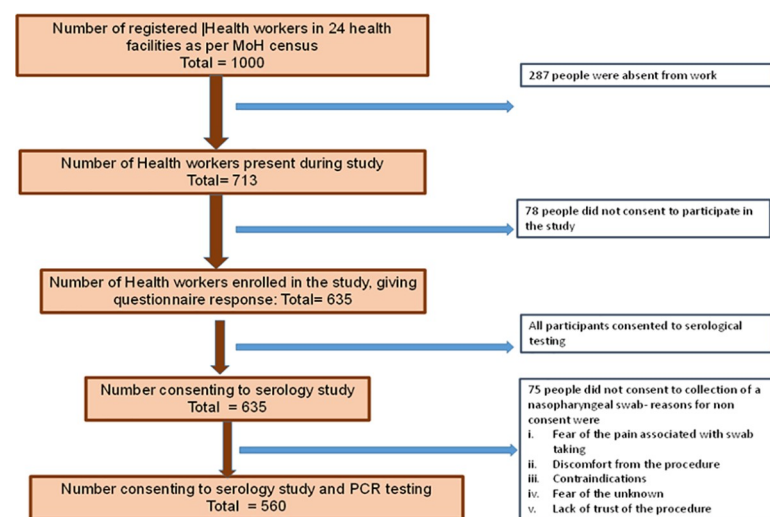 Number of registered |Health workers in 24 health
facilities as per MoH census
Total = 1000
287 people were absent from work
Number of Health workers present during study
Total= 713
78 people did not consent to participate in
the study
Number of Health workers enrolled in the study, giving
questionnaire response: Total= 635
All participants consented to serological
testing
Number consenting to serology study
Total = 635
75 people did not consent to collection of a
nasopharyngeal swab- reasons for non
consent were
i. Fear of the pain associated with swab
taking
ii. Discomfort from the procedure
iii. Contraindications
iv. Fear of the unknown
v. Lack of trust of the procedure
Number consenting to serology study and PCR testing
Total = 560